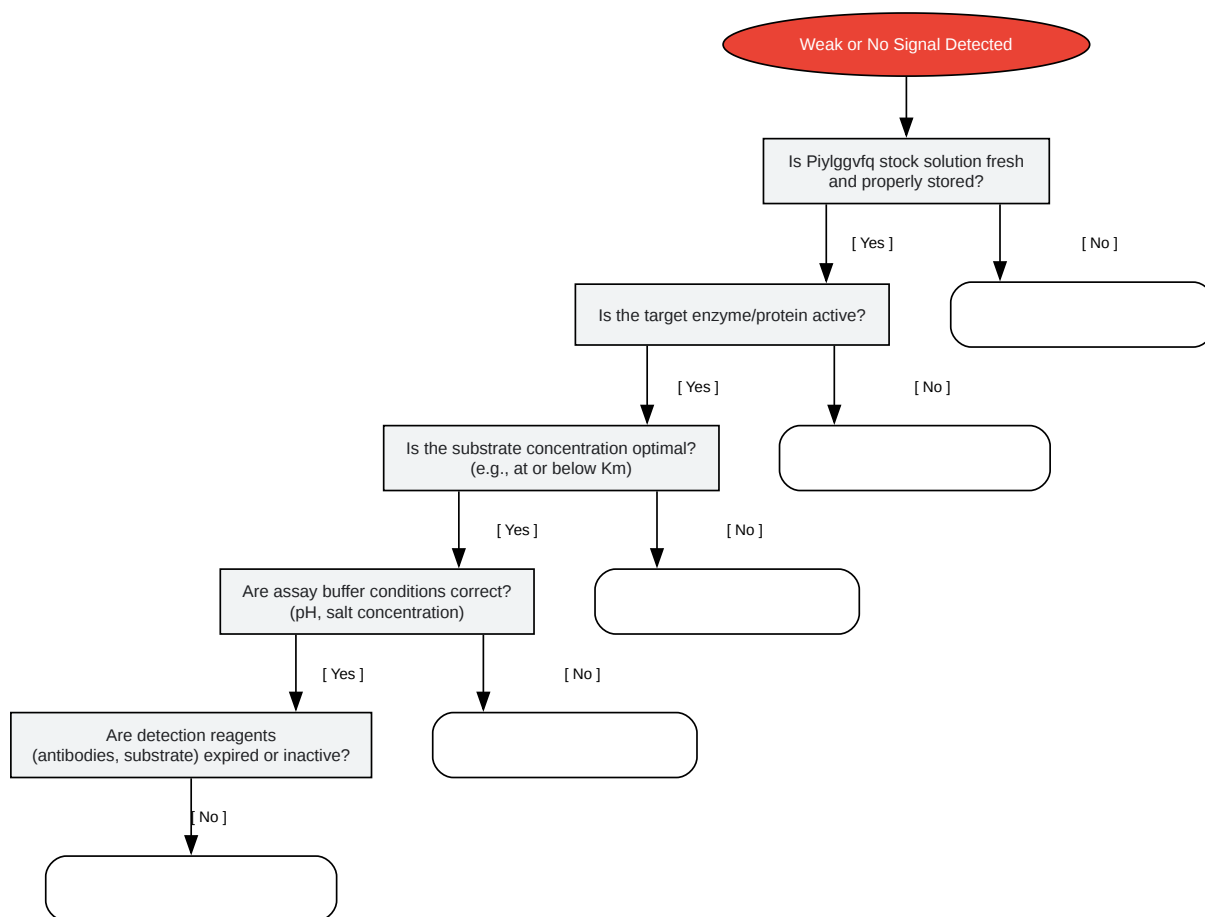 Weak or No Signal Detected
Is Piylggvfq stock solution fresh
and properly stored?
[ Yes ]
[ No ]
Is the target enzyme/protein active?
[ Yes ]
[ No ]
Is the substrate concentration optimal?
(e.g., at or below Km)
[ Yes ]
[ No ]
Are assay buffer conditions correct?
(pH, salt concentration)
[ Yes ]
[ No ]
Are detection reagents
(antibodies, substrate) expired or inactive?
[ No ]